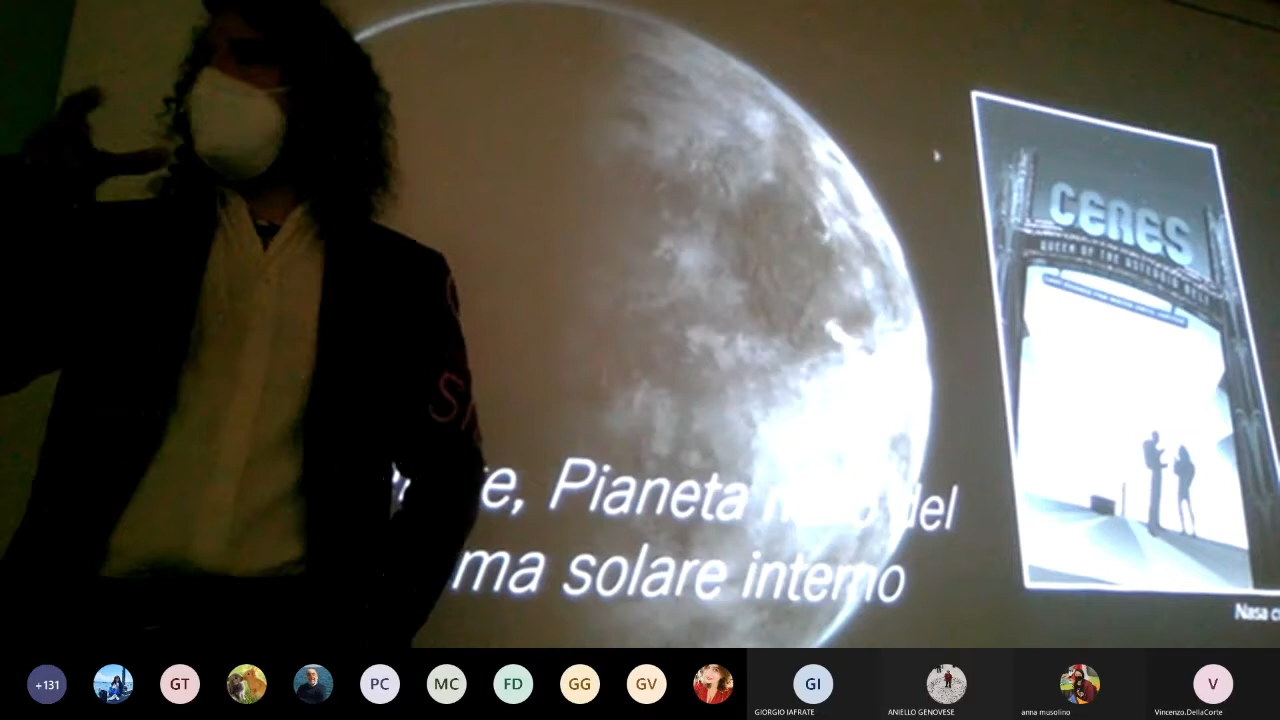 CERES
QUEEN OF THE ASTEROID BELT
Pianeta del
solare interno
Nasa
+131
GT
PC
MC
FD
GG
GV
GI
V
GIORGIO IAFRATE
ANIELLO GENOVESE
anna musolino
Vincenzo.DellaCorte